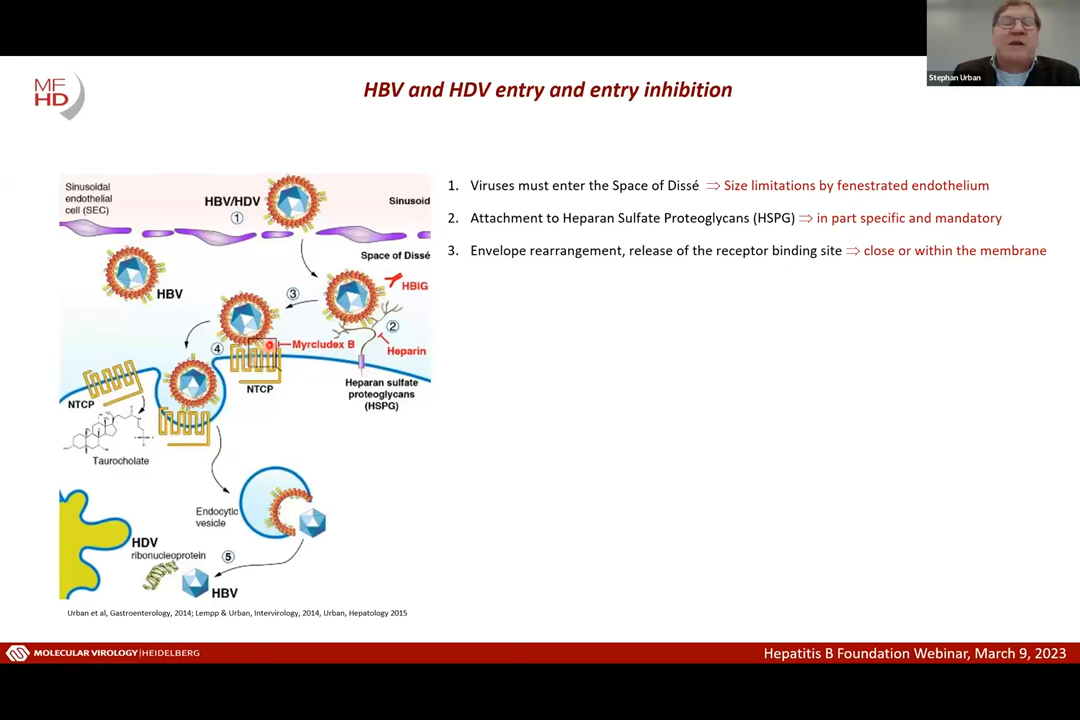 Stephan Urban
MF
HD
HBV and HDV entry and entry inhibition
Sinusoidal
endothelial
cell (SEC)
HBV/HDV
1
Sinusoid
Space of Dissé
HBV
HBIG
3
2
4
Myrcludex B
Heparin
NTCP
Heparan sulfate
proteoglycans
(HSPG)
NTCP
Taurocholate
Endocytic
vesicle
HDV
ribonucleoprotein
5
HBV
Urban et al, Gastroenterology, 2014; Lempp & Urban, Intervirology, 2014, Urban, Hepatology 2015
1. Viruses must enter the Space of Dissé ⇒ Size limitations by fenestrated endothelium
2. Attachment to Heparan Sulfate Proteoglycans (HSPG) ⇒ in part specific and mandatory
3. Envelope rearrangement, release of the receptor binding site ⇒ close or within the membrane
MOLECULAR VIROLOGY | HEIDELBERG
Hepatitis B Foundation Webinar, March 9, 2023